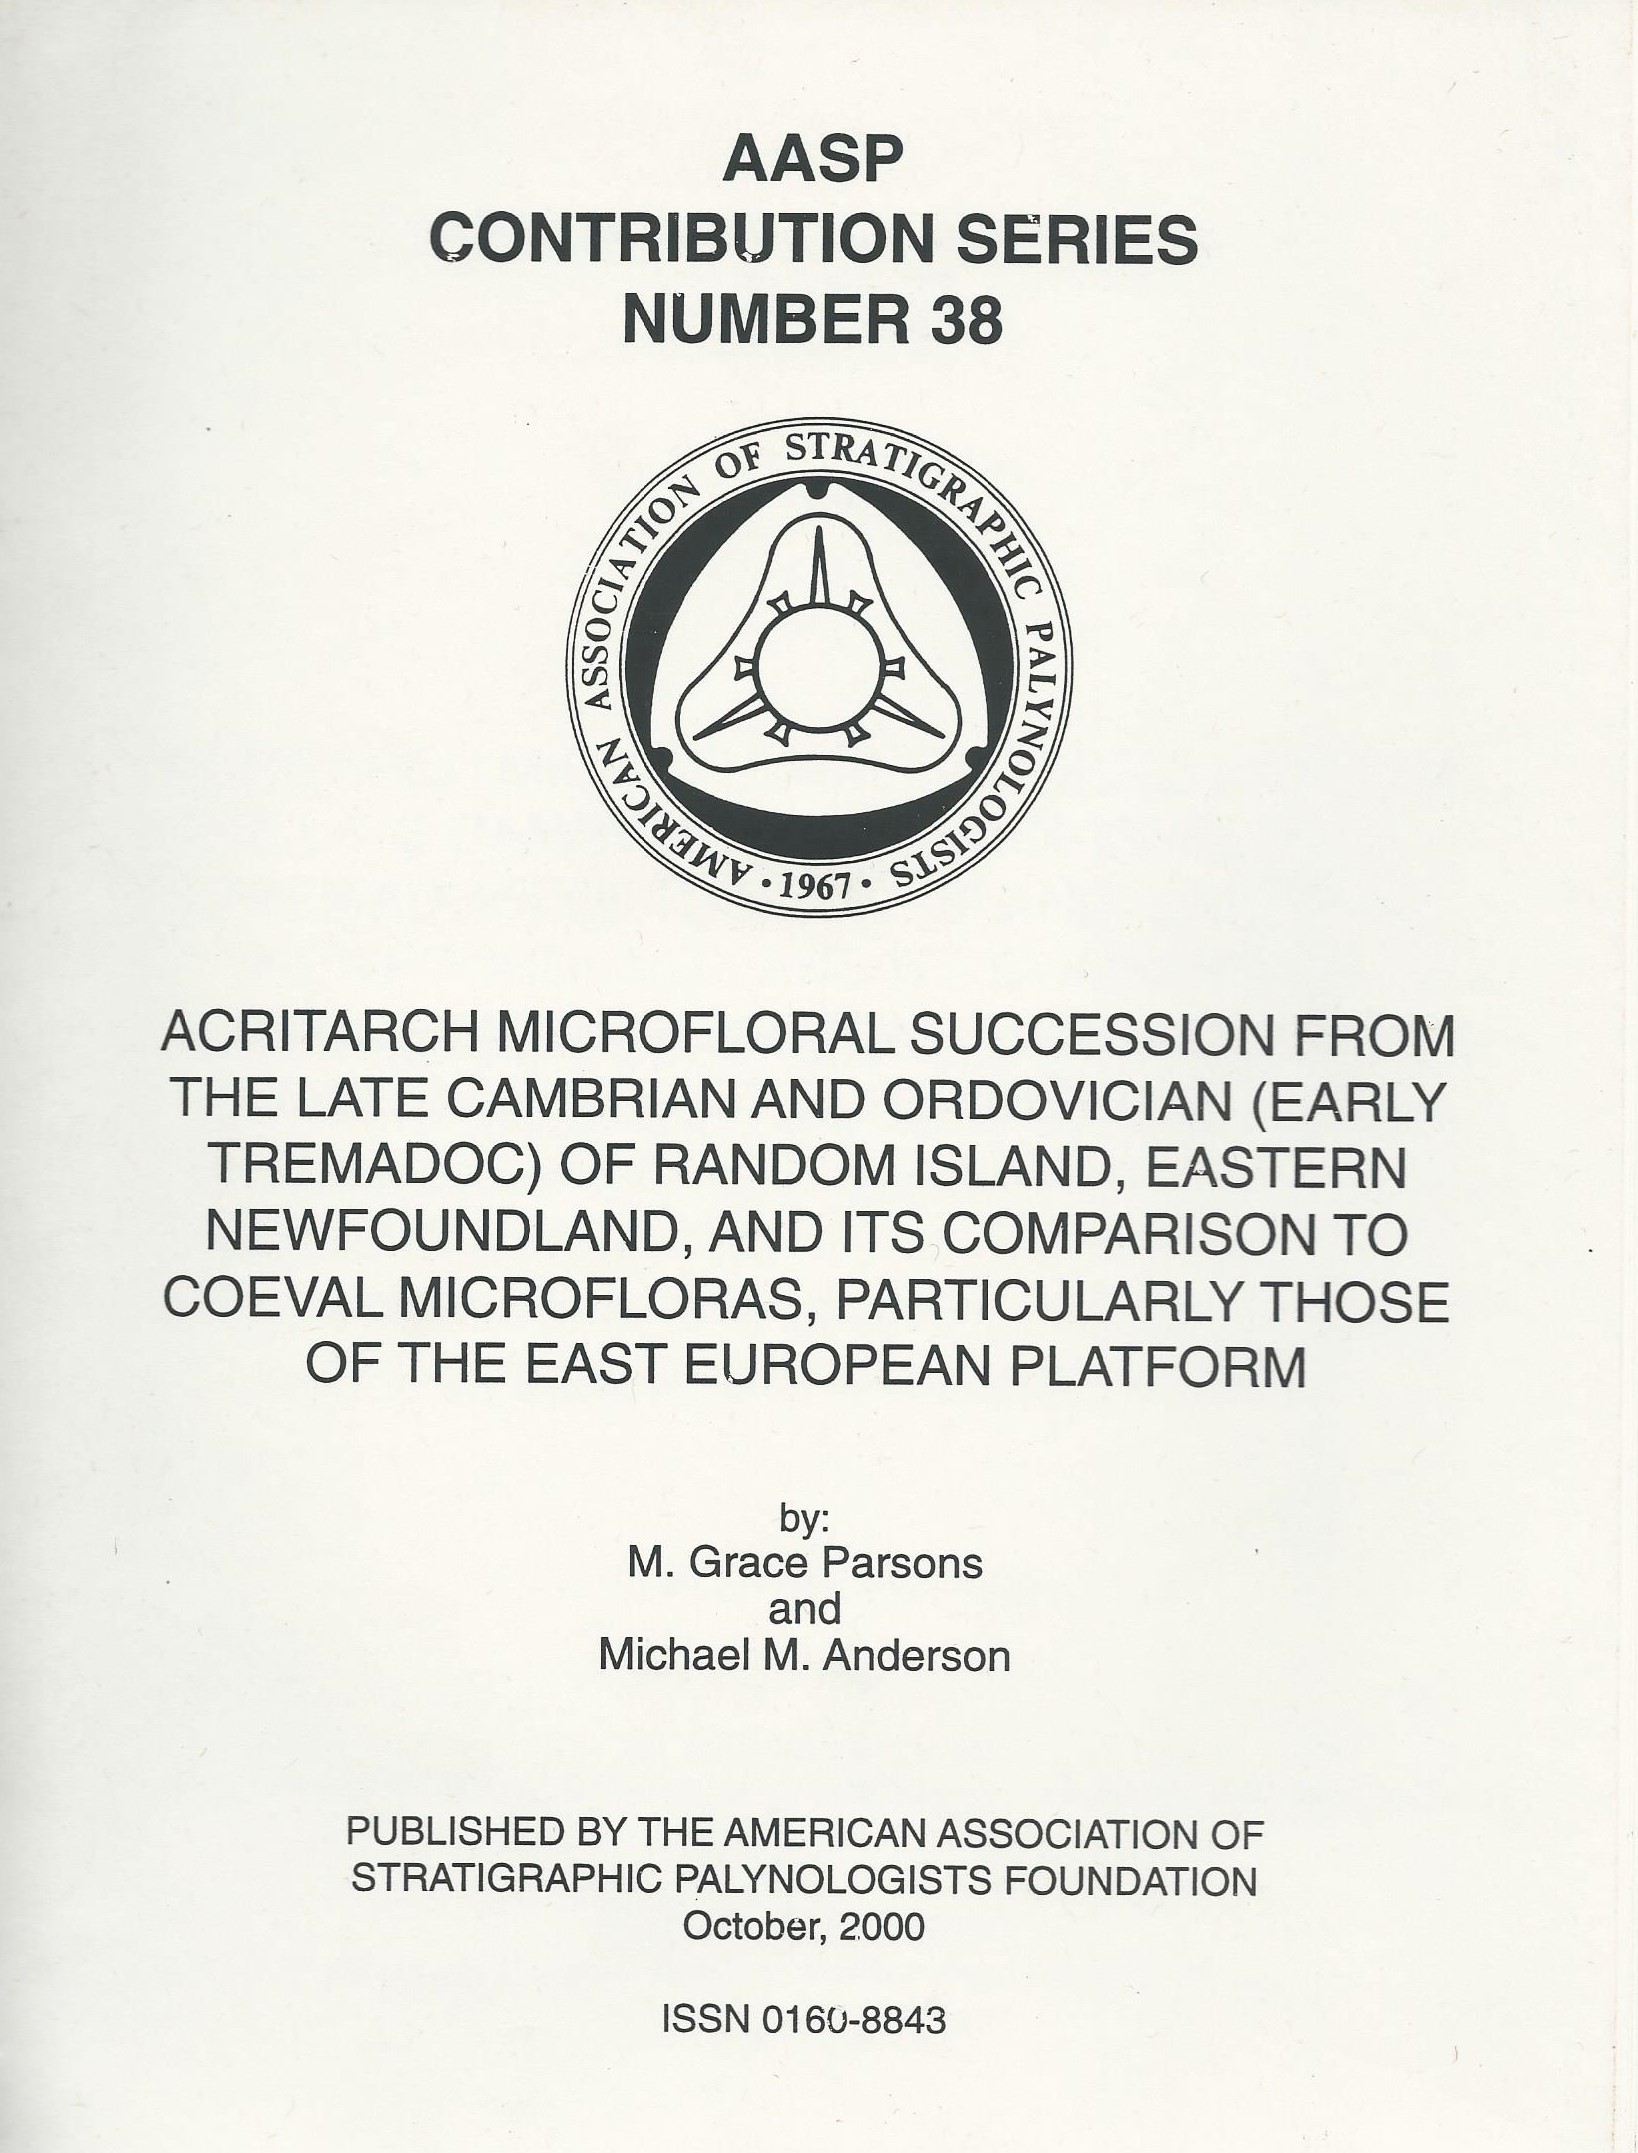 AASP
CONTRIBUTION SERIES
NUMBER 38
AMERICAN ASSOCIATION OF STRATIGRAPHIC PALYNOLOGISTS
• 1967 •
ACRITARCH MICROFLORAL SUCCESSION FROM
THE LATE CAMBRIAN AND ORDOVICIAN (EARLY
TREMADOC) OF RANDOM ISLAND, EASTERN
NEWFOUNDLAND, AND ITS COMPARISON TO
COEVAL MICROFLORAS, PARTICULARLY THOSE
OF THE EAST EUROPEAN PLATFORM
by:
M. Grace Parsons
and
Michael M. Anderson
PUBLISHED BY THE AMERICAN ASSOCIATION OF
STRATIGRAPHIC PALYNOLOGISTS FOUNDATION
October, 2000
ISSN 0160-8843